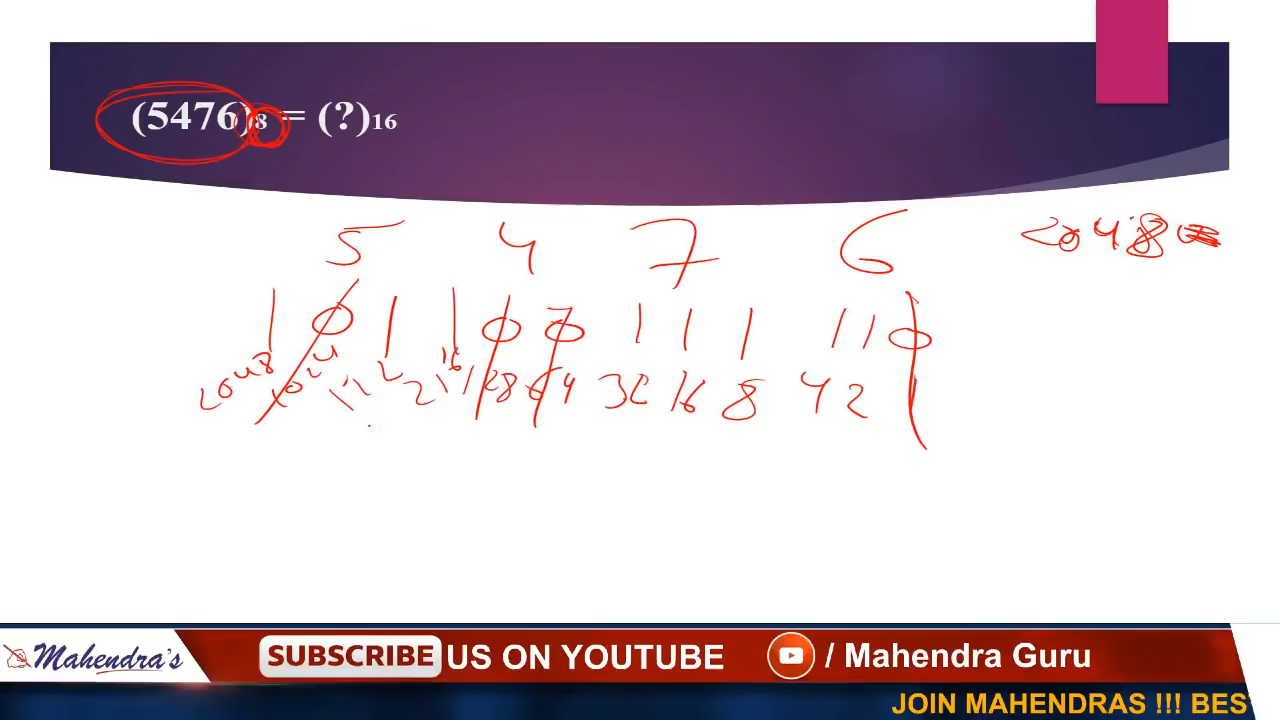 (5476)8 = (?)16
5 4 7 6 2048
1 0 1 1 0 0 1 1 1 1 1 0
2048 1024 512 216 128 64 32 16 8 4 2
Mahendra's SUBSCRIBE US ON YOUTUBE / Mahendra Guru
JOIN MAHENDRAS !!! BES